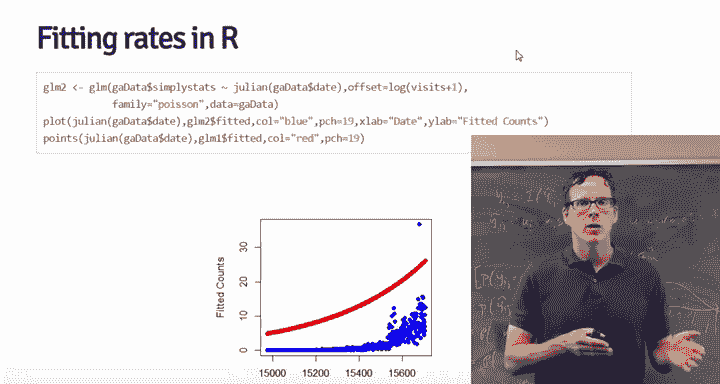 Fitting rates in R
glm2 <- glm(gaData$simplystats ~ julian(gaData$date),offset=log(visits+1),
family="poisson",data=gaData)
plot(julian(gaData$date),glm2$fitted,col="blue",pch=19,xlab="Date",ylab="Fitted Counts")
points(julian(gaData$date),glm1$fitted,col="red",pch=19)
Fitted Counts
30
20
10
0
15000 15200 15400 15600